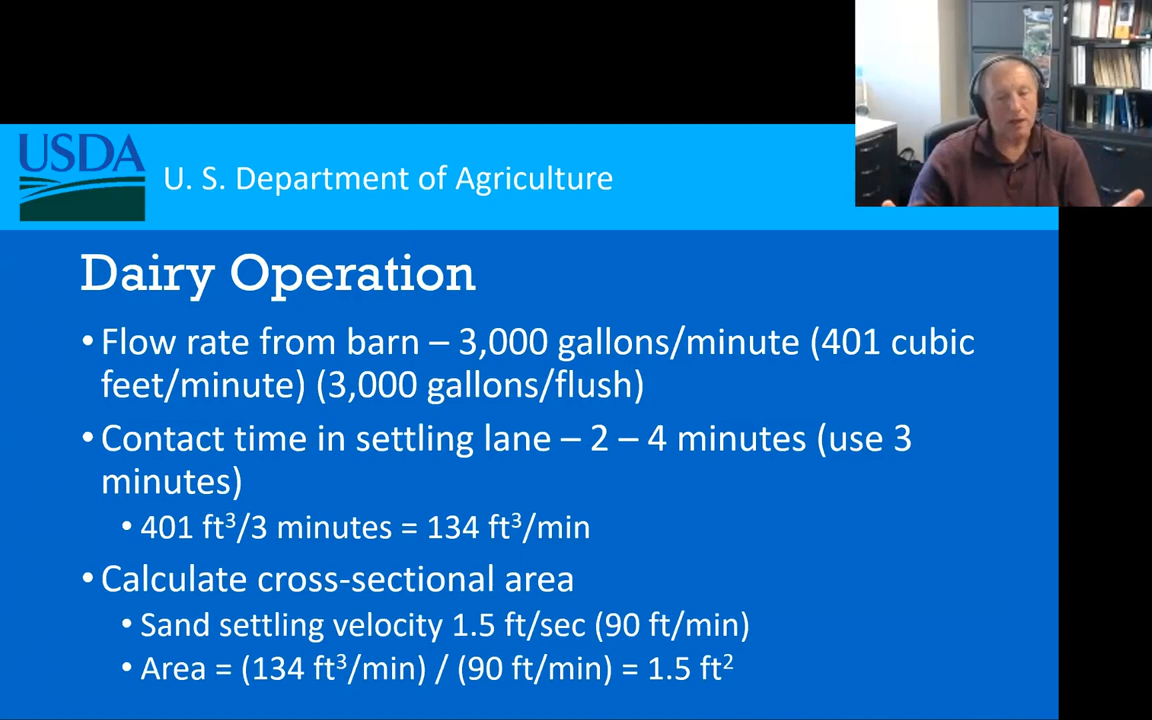 USDA
U. S. Department of Agriculture
Dairy Operation
•Flow rate from barn – 3,000 gallons/minute (401 cubic
feet/minute) (3,000 gallons/flush)
•Contact time in settling lane – 2 – 4 minutes (use 3
minutes)
•401 ft³/3 minutes = 134 ft³/min
•Calculate cross-sectional area
•Sand settling velocity 1.5 ft/sec (90 ft/min)
•Area = (134 ft³/min) / (90 ft/min) = 1.5 ft²